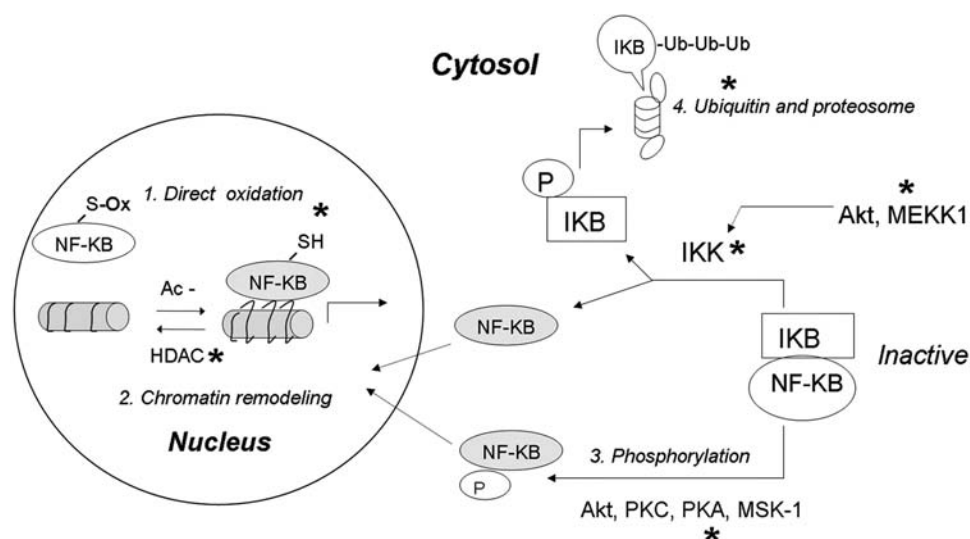 IKB
-Ub-Ub-Ub
Cytosol
*
4. Ubiquitin and proteosome
P
IKB
*
Akt, MEKK1
IKK *
1. Direct oxidation
*
S-Ox
NF-KB
SH
NF-KB
Ac -
HDAC *
2. Chromatin remodeling
Nucleus
NF-KB
IKB
NF-KB
Inactive
NF-KB
P
3. Phosphorylation
Akt, PKC, PKA, MSK-1
*